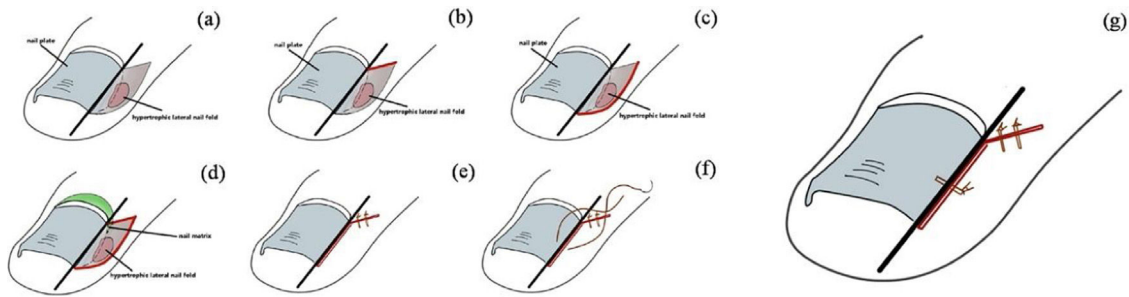 (a)
nail plate
hypertrophic lateral nail fold
(b)
nail plate
hypertrophic lateral nail fold
(c)
nail plate
hypertrophic lateral nail fold
(d)
nail matrix
hypertrophic lateral nail fold
(e)
(f)
(g)